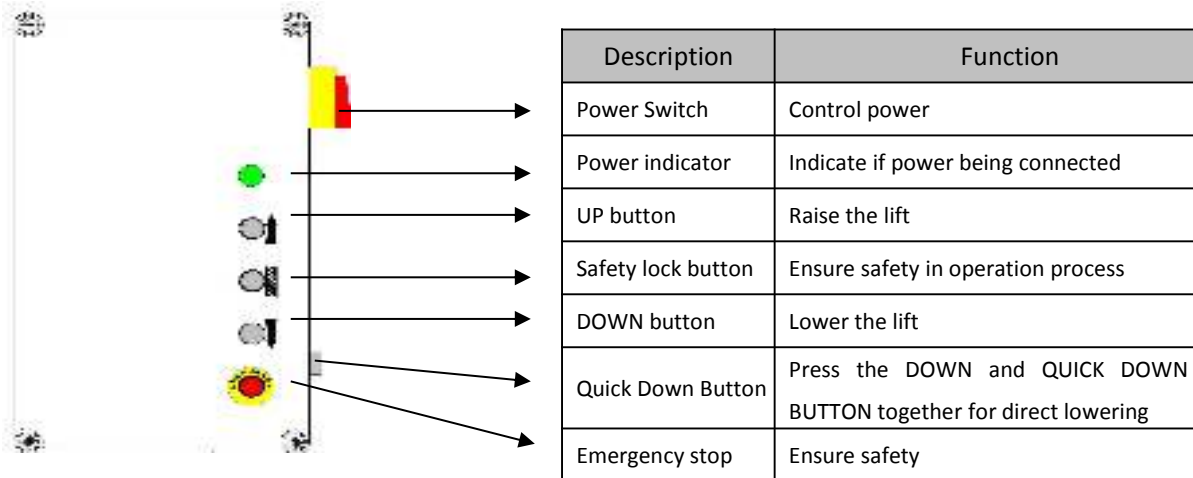 Description Function
Power Switch Control power
Power indicator Indicate if power being connected
UP button Raise the lift
Safety lock button Ensure safety in operation process
DOWN button Lower the lift
Quick Down Button Press the DOWN and QUICK DOWN
BUTTON together for direct lowering
Emergency stop Ensure safety